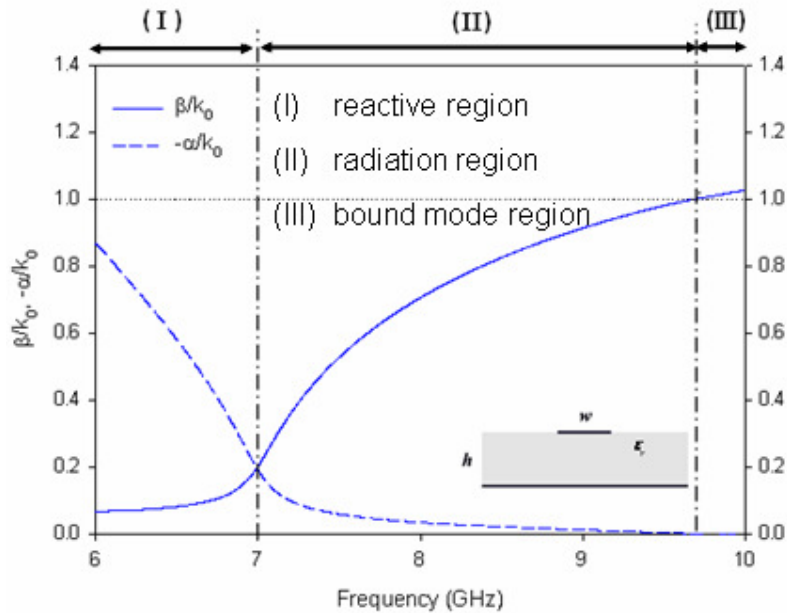 (I) (II) (III)
1.4 1.4
β/k₀ (I) reactive region
1.2 1.2
-α/k₀
(II) radiation region
1.0 1.0
(III) bound mode region
0.8 0.8
β/k₀, -α/k₀
0.6 0.6
0.4 0.4
w
εr
h
0.2 0.2
0.0 0.0
6 7 8 9 10
Frequency (GHz)